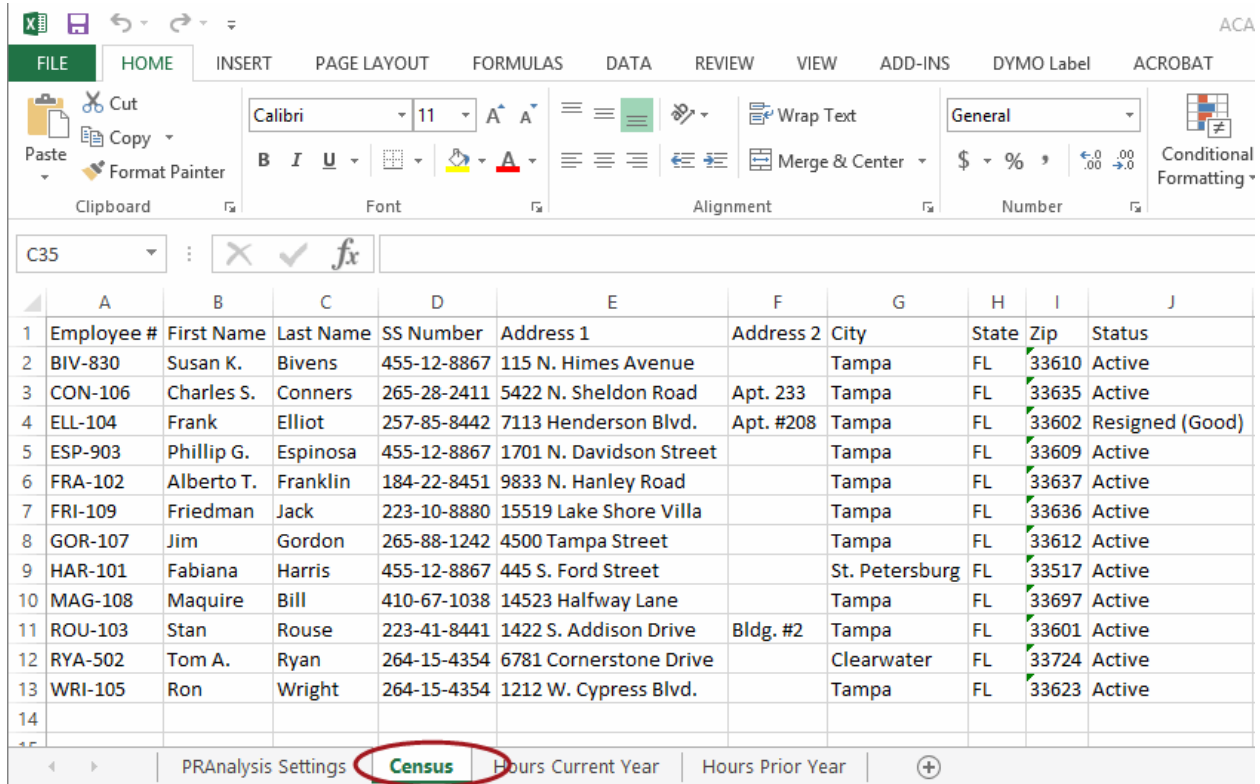 ACA
FILE HOME INSERT PAGE LAYOUT FORMULAS DATA REVIEW VIEW ADD-INS DYMO Label ACROBAT
Cut
Copy
Paste
Format Painter
Calibri 11
B I U A
Wrap Text
Merge & Center
General
$ % ,
Conditional
Formatting
Clipboard Font Alignment Number
C35 fx
A B C D E F G H I J
1 Employee # First Name Last Name SS Number Address 1 Address 2 City State Zip Status
2 BIV-830 Susan K. Bivens 455-12-8867 115 N. Himes Avenue Tampa FL 33610 Active
3 CON-106 Charles S. Conners 265-28-2411 5422 N. Sheldon Road Apt. 233 Tampa FL 33635 Active
4 ELL-104 Frank Elliot 257-85-8442 7113 Henderson Blvd. Apt. #208 Tampa FL 33602 Resigned (Good)
5 ESP-903 Phillip G. Espinosa 455-12-8867 1701 N. Davidson Street Tampa FL 33609 Active
6 FRA-102 Alberto T. Franklin 184-22-8451 9833 N. Hanley Road Tampa FL 33637 Active
7 FRI-109 Friedman Jack 223-10-8880 15519 Lake Shore Villa Tampa FL 33636 Active
8 GOR-107 Jim Gordon 265-88-1242 4500 Tampa Street Tampa FL 33612 Active
9 HAR-101 Fabiana Harris 455-12-8867 445 S. Ford Street St. Petersburg FL 33517 Active
10 MAG-108 Maquire Bill 410-67-1038 14523 Halfway Lane Tampa FL 33697 Active
11 ROU-103 Stan Rouse 223-41-8441 1422 S. Addison Drive Bldg. #2 Tampa FL 33601 Active
12 RYA-502 Tom A. Ryan 264-15-4354 6781 Cornerstone Drive Clearwater FL 33724 Active
13 WRI-105 Ron Wright 264-15-4354 1212 W. Cypress Blvd. Tampa FL 33623 Active
14
PRAnalysis Settings Census Hours Current Year Hours Prior Year